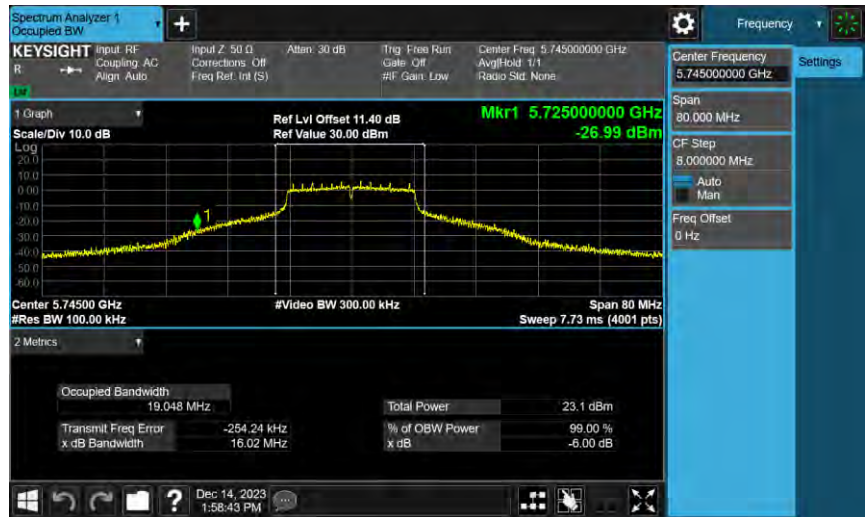 Spectrum Analyzer 1
Occupied BW
+
Frequency
KEYSIGHT
R
Input: RF
Coupling: AC
Align: Auto
Input Z: 50 Ω
Corrections: Off
Freq Ref: Int (S)
Atten: 30 dB
Trig: Free Run
Gate: Off
#IF Gain: Low
Center Freq: 5.745000000 GHz
Avg|Hold: 1/1
Radio Std: None
1 Graph
Scale/Div 10.0 dB
Ref Lvl Offset 11.40 dB
Ref Value 30.00 dBm
Mkr1 5.725000000 GHz
-26.99 dBm
Log
20.0
10.0
0.00
-10.0
-20.0
-30.0
-40.0
-50.0
-60.0
1
Center 5.74500 GHz
#Res BW 100.00 kHz
#Video BW 300.00 kHz
Span 80 MHz
Sweep 7.73 ms (4001 pts)
2 Metrics
Occupied Bandwidth
19.048 MHz
Transmit Freq Error -254.24 kHz
x dB Bandwidth 16.02 MHz
Total Power 23.1 dBm
% of OBW Power 99.00 %
x dB -6.00 dB
Center Frequency
5.745000000 GHz
Settings
Span
80.000 MHz
CF Step
8.000000 MHz
Auto
Man
Freq Offset
0 Hz
?
Dec 14, 2023
1:58:43 PM